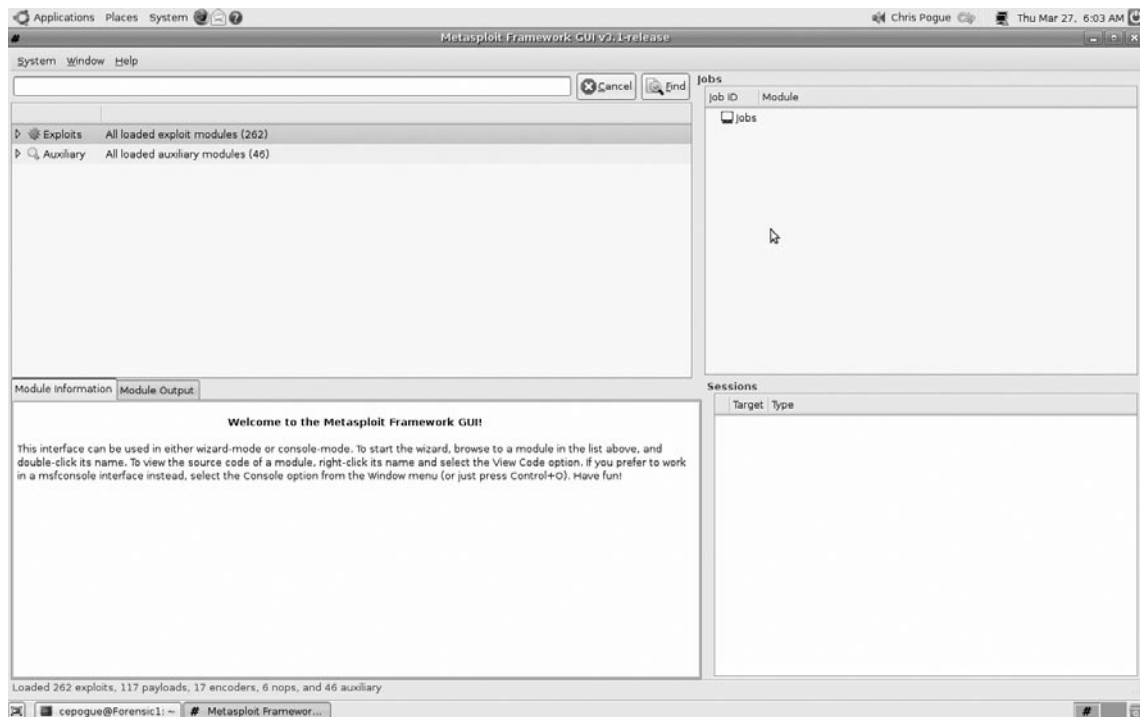 Applications Places System
Chris Pogue
Thu Mar 27, 6:03 AM
# Metasploit Framework GUI v3.1-release
System Window Help
Cancel Find
Exploits All loaded exploit modules (262)
Auxiliary All loaded auxiliary modules (46)
Jobs
Job ID Module
Jobs
Module Information Module Output
Welcome to the Metasploit Framework GUI!
This interface can be used in either wizard-mode or console-mode. To start the wizard, browse to a module in the list above, and
double-click its name. To view the source code of a module, right-click its name and select the View Code option. If you prefer to work
in a msfconsole interface instead, select the Console option from the Window menu (or just press Control+O). Have fun!
Sessions
Target Type
Loaded 262 exploits, 117 payloads, 17 encoders, 6 nops, and 46 auxiliary
cepogue@Forensic1: ~ # Metasploit Framewor... #